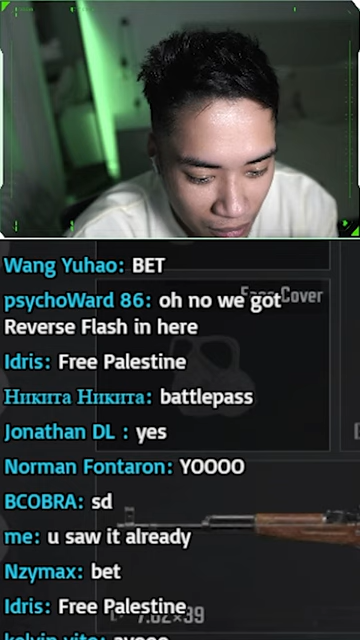 Wang Yuhao: BET
psychoWard 86: oh no we got
Reverse Flash in here
Face Cover
Idris: Free Palestine
Никита Никита: battlepass
Jonathan DL : yes
Norman Fontaron: YOOOO
BCOBRA: sd
me: u saw it already
Nzymax: bet
Idris: Free Palestine
7.62×39